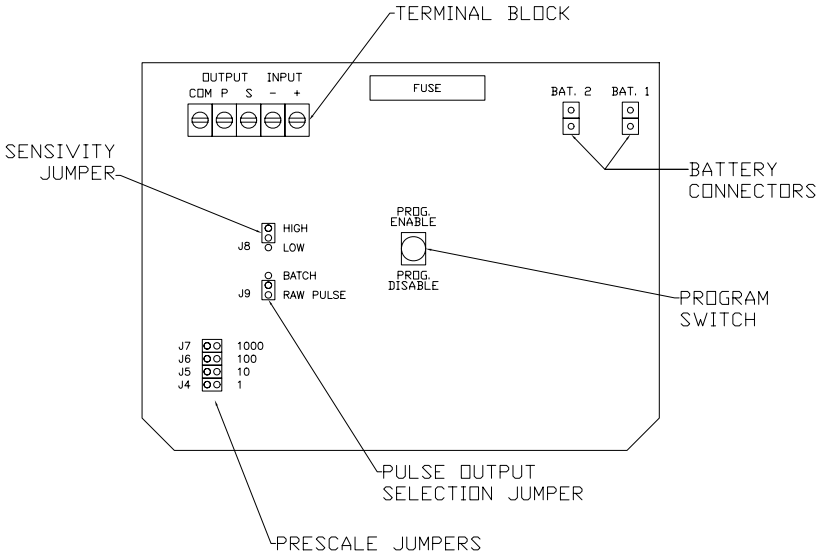 TERMINAL BLOCK
OUTPUT INPUT
COM P S - +
FUSE
BAT. 2 BAT. 1
SENSIVITY
JUMPER
BATTERY
CONNECTORS
HIGH
J8 LOW
PROG.
ENABLE
PROG.
DISABLE
BATCH
J9 RAW PULSE
PROGRAM
SWITCH
J7 1000
J6 100
J5 10
J4 1
PULSE OUTPUT
SELECTION JUMPER
PRESCALE JUMPERS